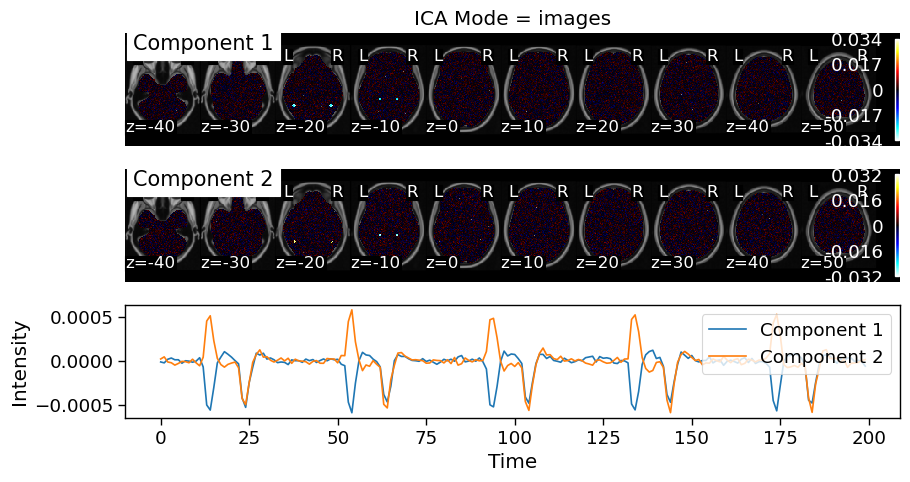 ICA Mode = images
Component 1
L R L R L R L R L R L R L R L R
z=-40 z=-30 z=-20 z=-10 z=0 z=10 z=20 z=30 z=40 z=50
0.034
0.017
0
-0.017
-0.034
Component 2
L R L R L R L R L R L R L R L R
z=-40 z=-30 z=-20 z=-10 z=0 z=10 z=20 z=30 z=40 z=50
0.032
0.016
0
-0.016
-0.032
Intensity
0.0005
0.0000
-0.0005
Component 1
Component 2
0 25 50 75 100 125 150 175 200
Time